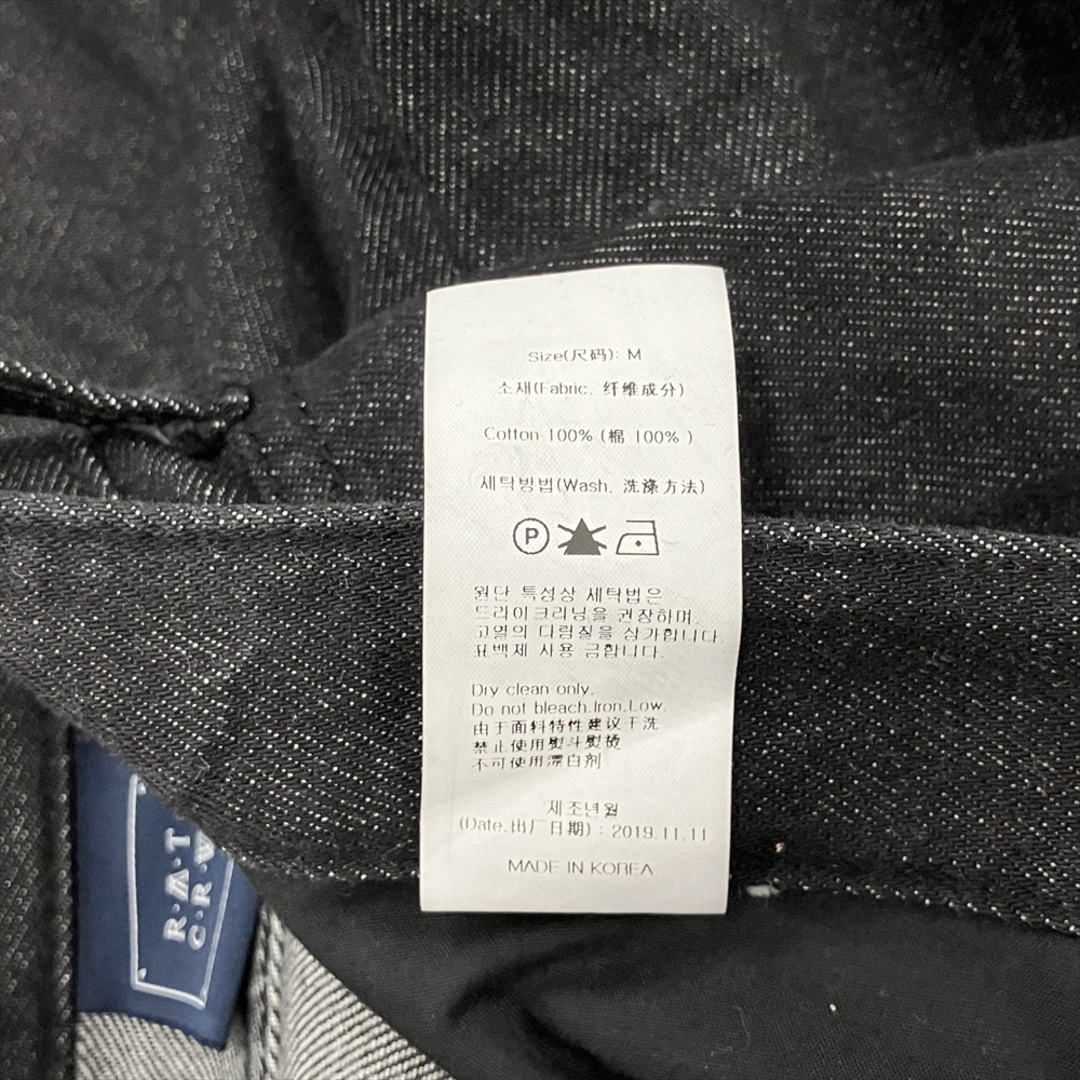 Size(尺码): M
소재(Fabric, 纤维成分)
Cotton 100% (棉 100% )
세탁방법(Wash, 洗涤方法)
P
원단 특성상 세탁법은
드라이크리닝을 권장하며,
고열의 다림질을 삼가합니다.
표백제 사용 금합니다.
Dry clean only.
Do not bleach.Iron.Low.
由于面料特性建议干洗
禁止使用熨斗熨烫
不可使用漂白剂
제조년월
(Date.出厂日期) : 2019.11.11
MADE IN KOREA
R·A·T
C·R·